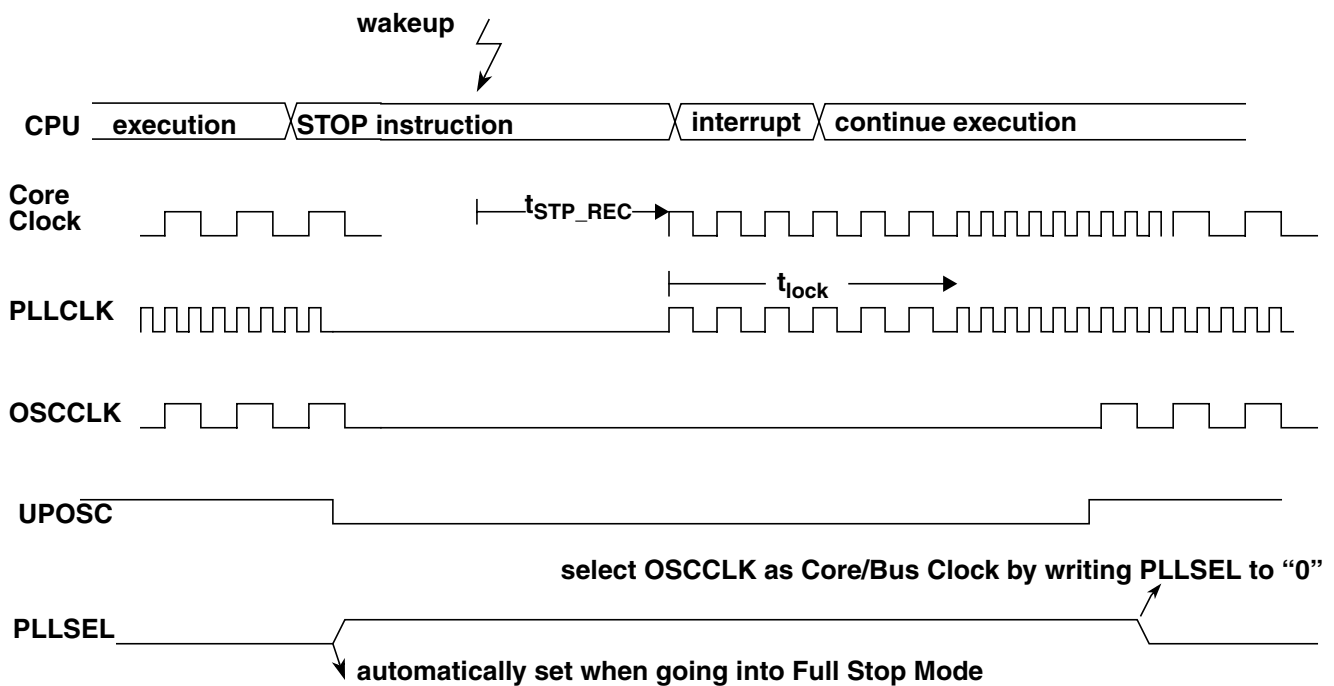 wakeup
CPU execution STOP instruction interrupt continue execution
Core
Clock
tSTP_REC
tlock
PLLCLK
OSCCLK
UPOSC
select OSCCLK as Core/Bus Clock by writing PLLSEL to “0”
PLLSEL
automatically set when going into Full Stop Mode